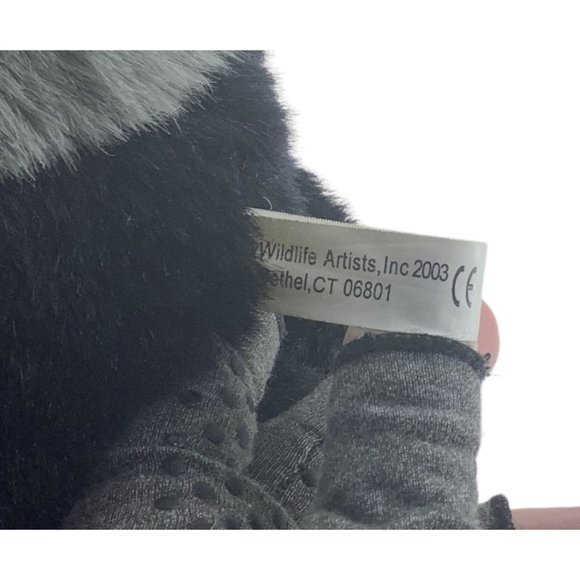 Wildlife Artists, Inc 2003
ethel, CT 06801 CE